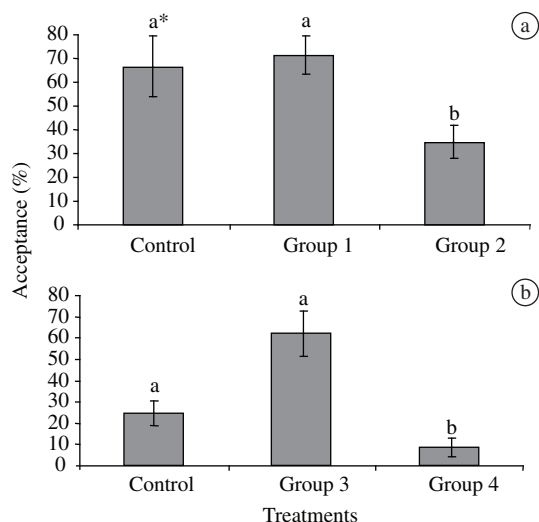 a* a b
a
80
70
60
50
40
30
20
10
0
Control Group 1 Group 2
Acceptance (%)
b
80
70
60
50
40
30
20
10
0
a a b
Control Group 3 Group 4
Treatments